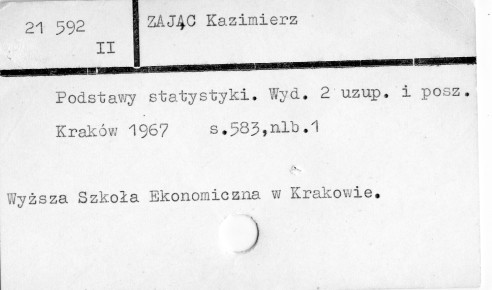 21 592
II
ZAJĄC Kazimierz
Podstawy statystyki. Wyd. 2 uzup. i posz.
Kraków 1967 s.583,nlb.1
Wyższa Szkoła Ekonomiczna w Krakowie.